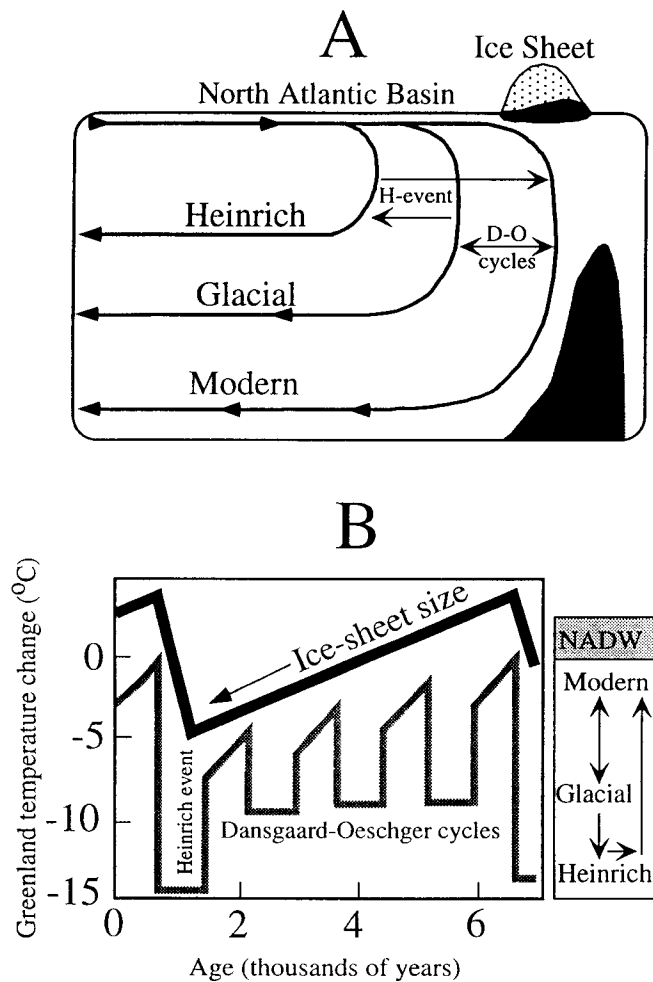 A
Ice Sheet
North Atlantic Basin
H-event
Heinrich
D-O
cycles
Glacial
Modern
B
Greenland temperature change (°C)
0
-5
-10
-15
Ice-sheet size
Heinrich event
Dansgaard-Oeschger cycles
0
2
4
6
Age (thousands of years)
NADW
Modern
Glacial
Heinrich